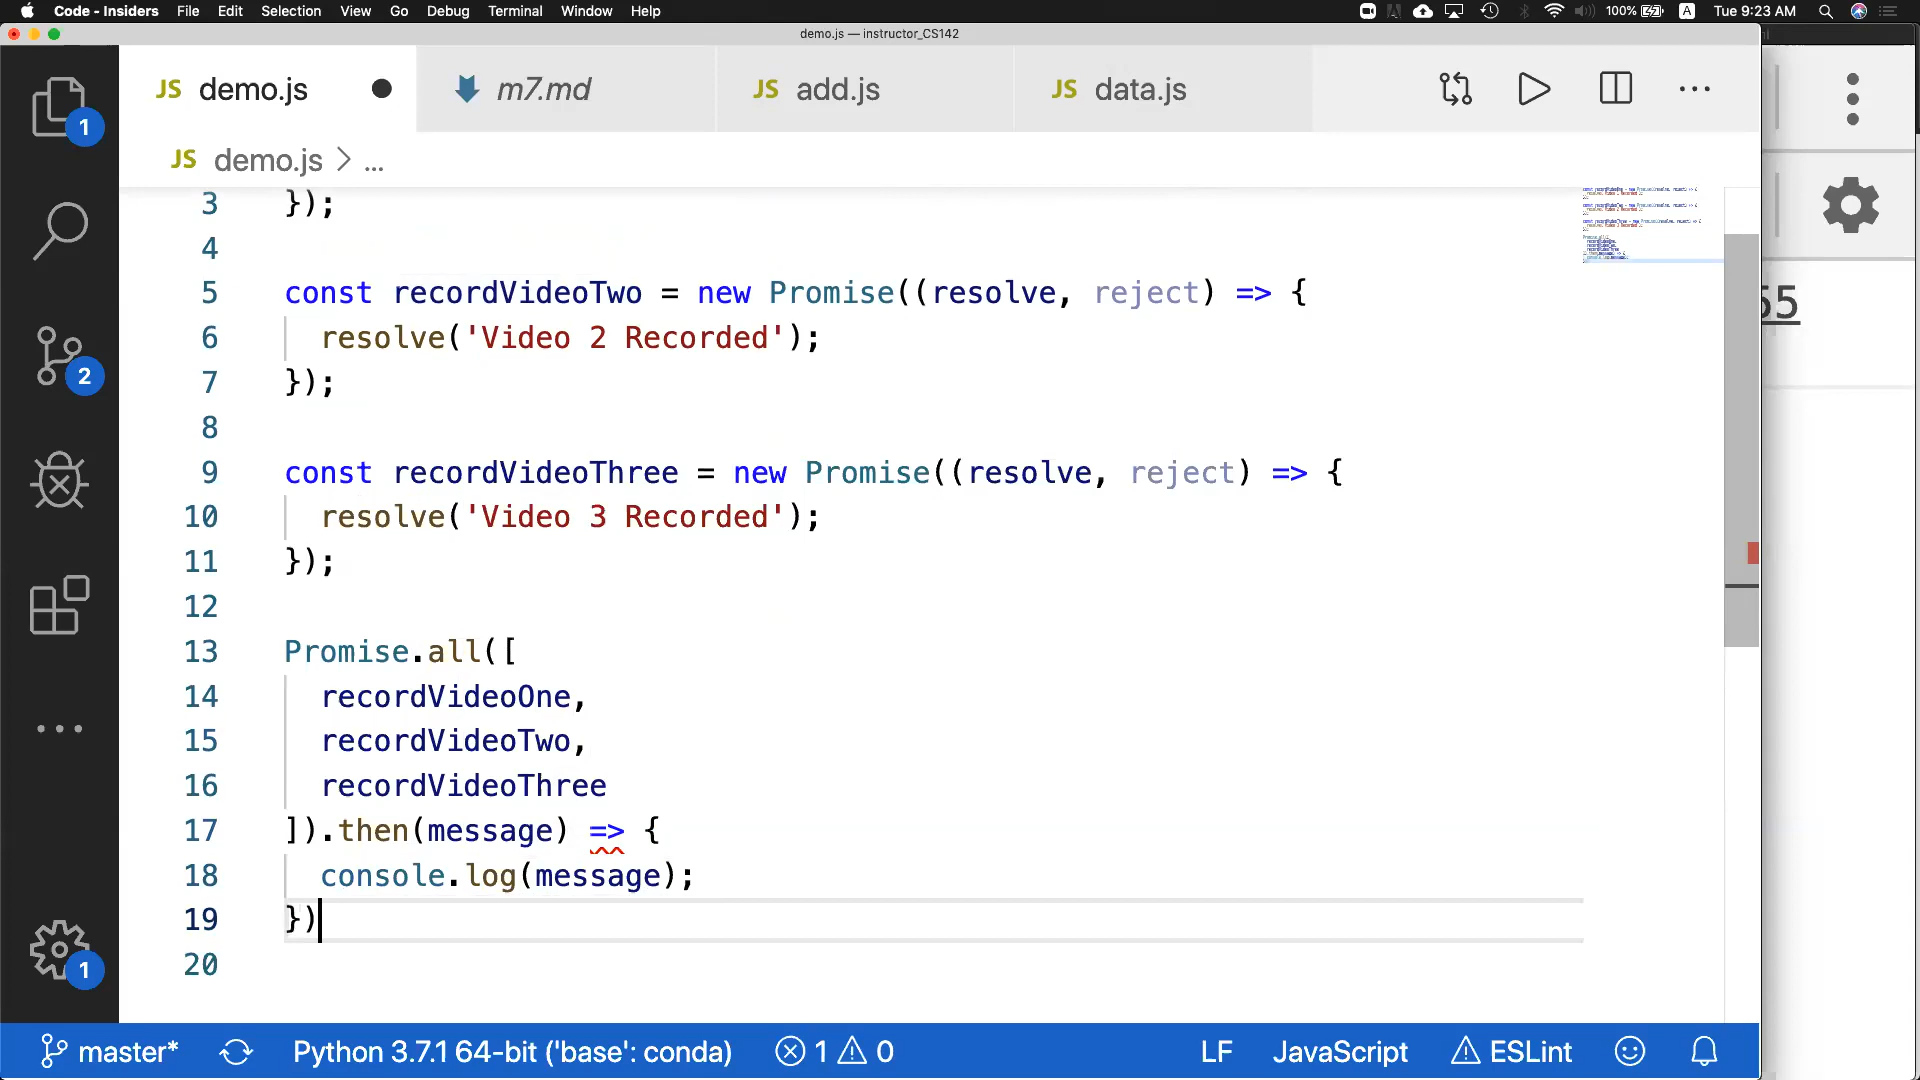 Code - Insiders File Edit Selection View Go Debug Terminal Window Help 100% A Tue 9:23 AM
demo.js — instructor_CS142
JS demo.js m7.md JS add.js JS data.js
JS demo.js > ...
3 });
4
5 const recordVideoTwo = new Promise((resolve, reject) => {
6 resolve('Video 2 Recorded');
7 });
8
9 const recordVideoThree = new Promise((resolve, reject) => {
10 resolve('Video 3 Recorded');
11 });
12
13 Promise.all([
14 recordVideoOne,
15 recordVideoTwo,
16 recordVideoThree
17 ]).then(message) => {
18 console.log(message);
19 })
20
1
2
1
55
master* Python 3.7.1 64-bit ('base': conda) 1 0 LF JavaScript ESLint